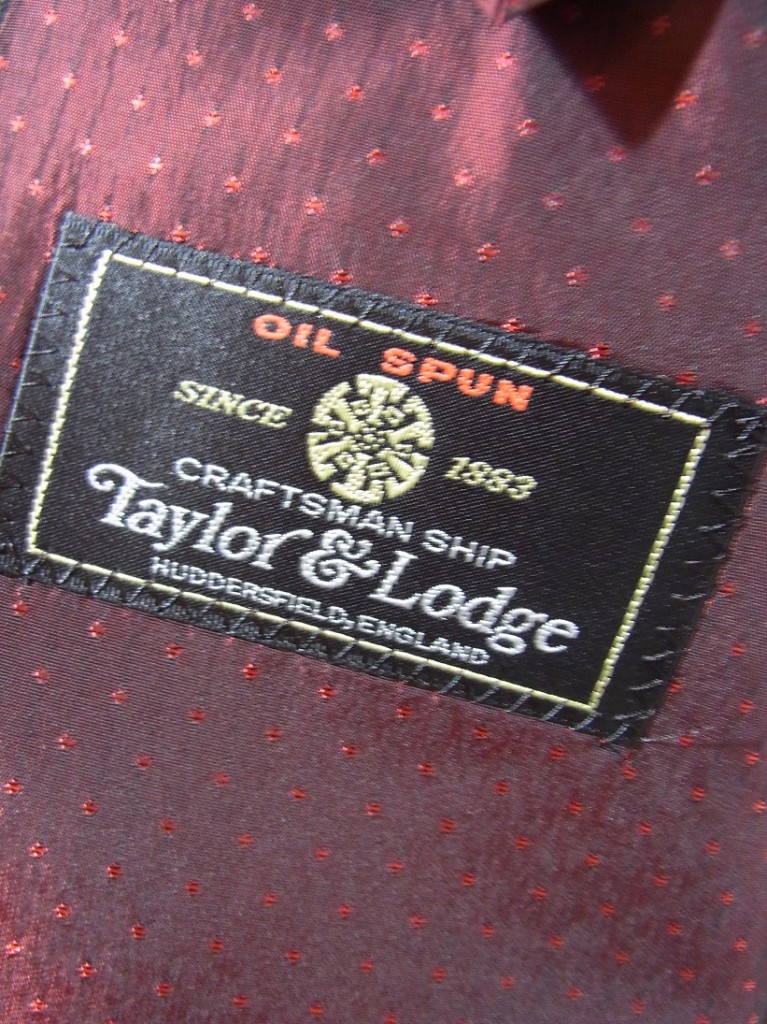 OIL SPUN
SINCE 1883
CRAFTSMAN SHIP
Taylor & Lodge
HUDDERSFIELD, ENGLAND